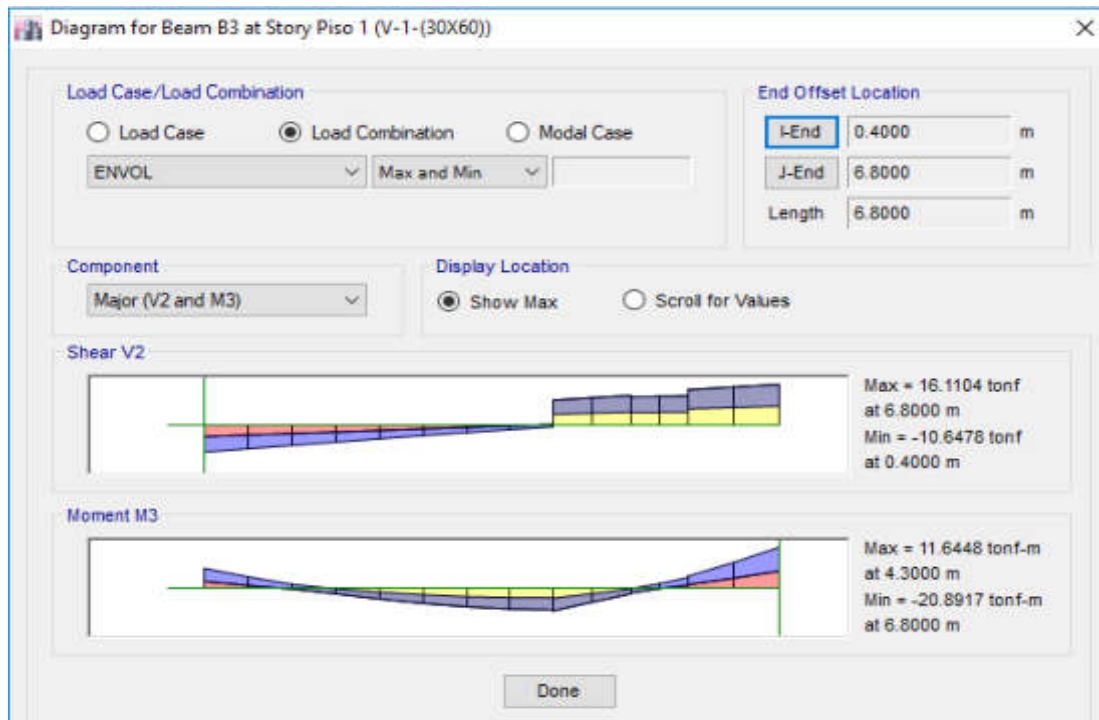 Diagram for Beam B3 at Story Piso 1 (V-1-(30X60))
Load Case/Load Combination
Load Case
Load Combination
Modal Case
ENVOL
Max and Min
End Offset Location
I-End 0.4000 m
J-End 6.8000 m
Length 6.8000 m
Component
Major (V2 and M3)
Display Location
Show Max
Scroll for Values
Shear V2
Max = 16.1104 tonf
at 6.8000 m
Min = -10.6478 tonf
at 0.4000 m
Moment M3
Max = 11.6448 tonf-m
at 4.3000 m
Min = -20.8917 tonf-m
at 6.8000 m
Done